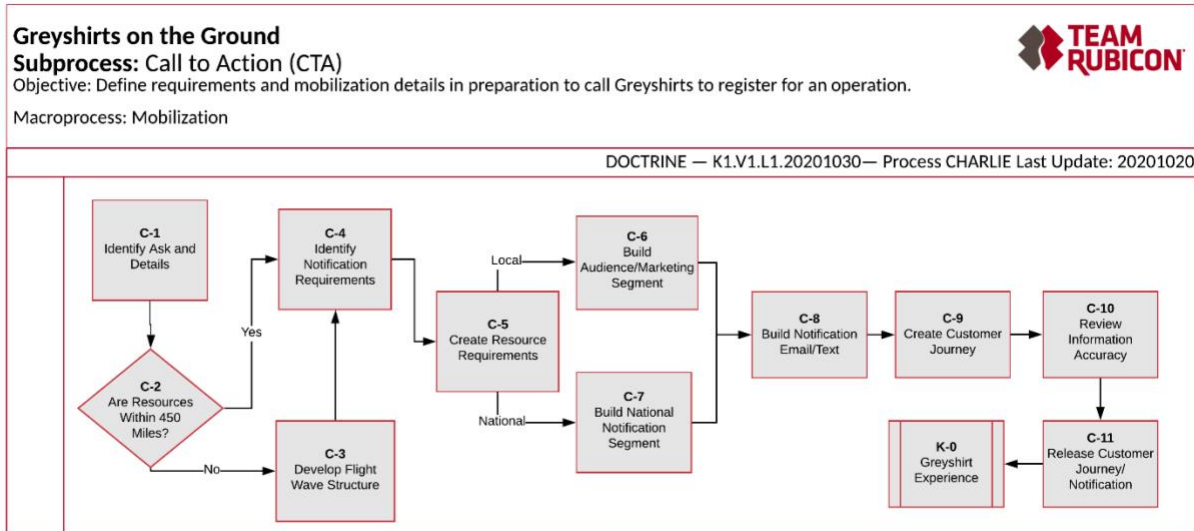 Greyshirts on the Ground
Subprocess: Call to Action (CTA)
Objective: Define requirements and mobilization details in preparation to call Greyshirts to register for an operation.
Macroprocess: Mobilization
TEAM
RUBICON
DOCTRINE — K1.V1.L1.20201030— Process CHARLIE Last Update: 20201020
C-1
Identify Ask and
Details
C-2
Are Resources
Within 450
Miles?
Yes
No
C-3
Develop Flight
Wave Structure
C-4
Identify
Notification
Requirements
C-5
Create Resource
Requirements
Local
National
C-6
Build
Audience/Marketing
Segment
C-7
Build National
Notification
Segment
C-8
Build Notification
Email/Text
C-9
Create Customer
Journey
C-10
Review
Information
Accuracy
C-11
Release Customer
Journey/
Notification
K-0
Greyshirt
Experience